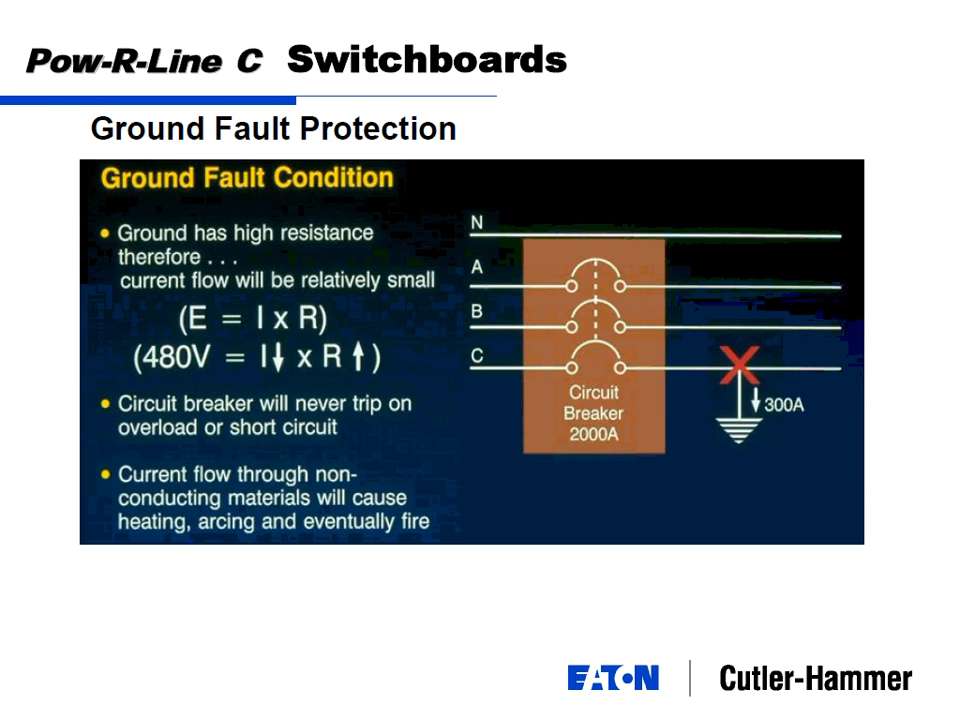 Pow-R-Line C Switchboards
Ground Fault Protection
Ground Fault Condition
• Ground has high resistance
therefore . . .
current flow will be relatively small
(E = I x R)
(480V = I↓ x R↑)
• Circuit breaker will never trip on
overload or short circuit
• Current flow through non-
conducting materials will cause
heating, arcing and eventually fire
N
A
B
C
Circuit
Breaker
2000A
300A
EATON | Cutler-Hammer